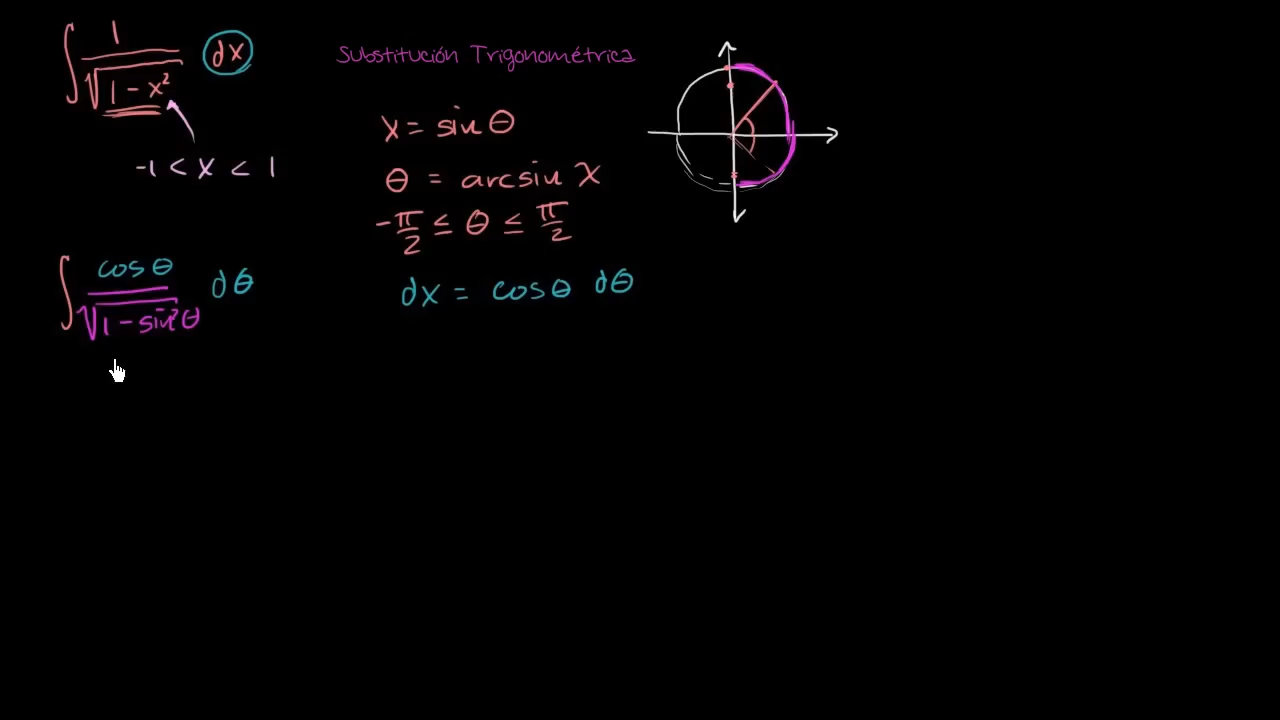 ∫ 1/√(1 - x²) dx
Substitución Trigonométrica
-1 < x < 1
x = sin θ
θ = arcsin x
-π/2 ≤ θ ≤ π/2
∫ cos θ/√(1 - sin²θ) dθ
dx = cos θ dθ